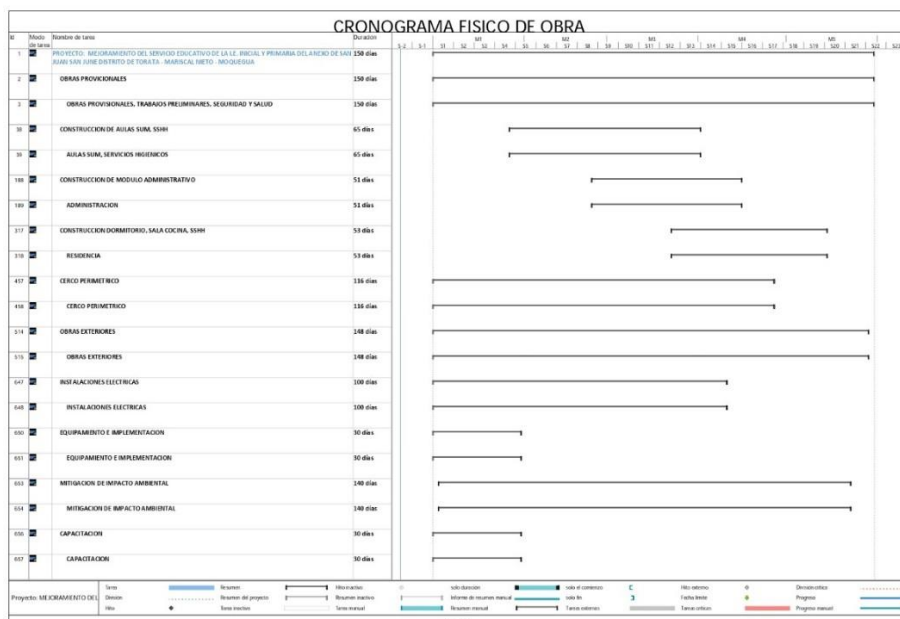 CRONOGRAMA FISICO DE OBRA
Id Modo de tarea Nombre de tarea Duración M1 M2 M3 M4 M5
S-2 S-1 S1 S2 S3 S4 S5 S6 S7 S8 S9 S10 S11 S12 S13 S14 S15 S16 S17 S18 S19 S20 S21 S22 S23
1 PROYECTO. MEJORAMIENTO DEL SERVICIO EDUCATIVO DE LA I.E. INICIAL Y PRIMARIA DEL ANEXO DE SAN 150 días
JUAN SAN JUNE DISTRITO DE TORATA - MARISCAL NIETO - MOQUEGUA
2 OBRAS PROVICIONALES 150 días
3 OBRAS PROVISIONALES, TRABAJOS PRELIMINARES, SEGURIDAD Y SALUD 150 días
38 CONSTRUCCION DE AULAS SUM, SSHH 65 días
39 AULAS SUM, SERVICIOS HIGIENICOS 65 días
188 CONSTRUCCION DE MODULO ADMINISTRATIVO 51 días
189 ADMINISTRACION 51 días
317 CONSTRUCCION DORMITORIO, SALA COCINA, SSHH 53 días
318 RESIDENCIA 53 días
457 CERCO PERIMETRICO 116 días
458 CERCO PERIMETRICO 116 días
514 OBRAS EXTERIORES 148 días
515 OBRAS EXTERIORES 148 días
647 INSTALACIONES ELECTRICAS 100 días
648 INSTALACIONES ELECTRICAS 100 días
650 EQUIPAMIENTO E IMPLEMENTACION 30 días
651 EQUIPAMIENTO E IMPLEMENTACION 30 días
653 MITIGACION DE IMPACTO AMBIENTAL 140 días
654 MITIGACION DE IMPACTO AMBIENTAL 140 días
656 CAPACITACION 30 días
657 CAPACITACION 30 días
Proyecto: MEJORAMIENTO DEL
Tarea Resumen Hito inactivo solo duración solo el comienzo Hito externo División crítica
División Resumen del proyecto Resumen inactivo Informe de resumen manual solo fin Fecha límite Progreso
Hito Tarea inactiva Tarea manual Resumen manual Tareas externas Tareas críticas Progreso manual